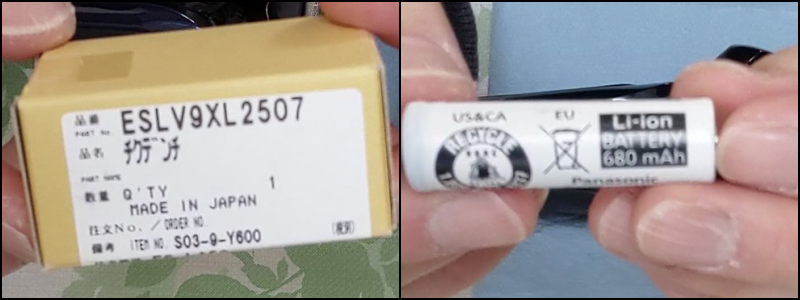 品番 ESLV9XL2507
PART No.
品名 チクデンチ
PART NAME
数量 Q'TY 1
MADE IN JAPAN
注文No. / ORDER NO.
備考 ITEM NO. S03-9-Y600 (税別)
US&CA
RECYCLE
EU
Li-ion
BATTERY
680 mAh
Panasonic